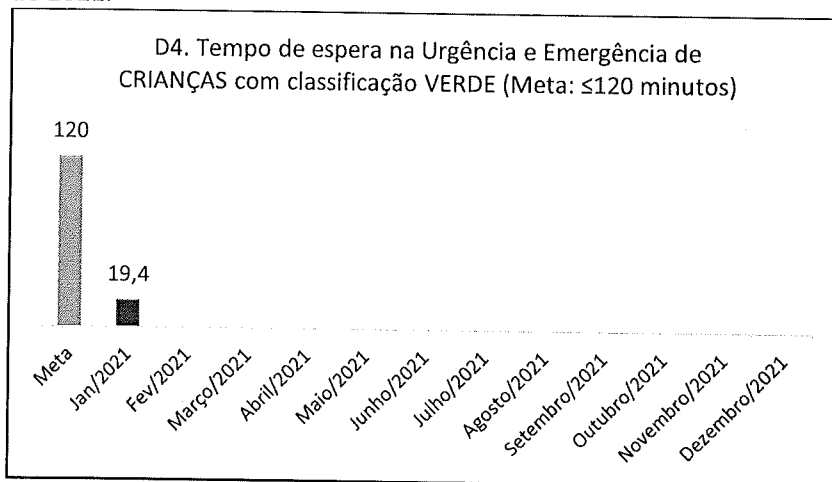 D4. Tempo de espera na Urgência e Emergência de
CRIANÇAS com classificação VERDE (Meta: ≤120 minutos)
120
19,4
Meta
Jan/2021
Fev/2021
Março/2021
Abril/2021
Maio/2021
Junho/2021
Julho/2021
Agosto/2021
Setembro/2021
Outubro/2021
Novembro/2021
Dezembro/2021